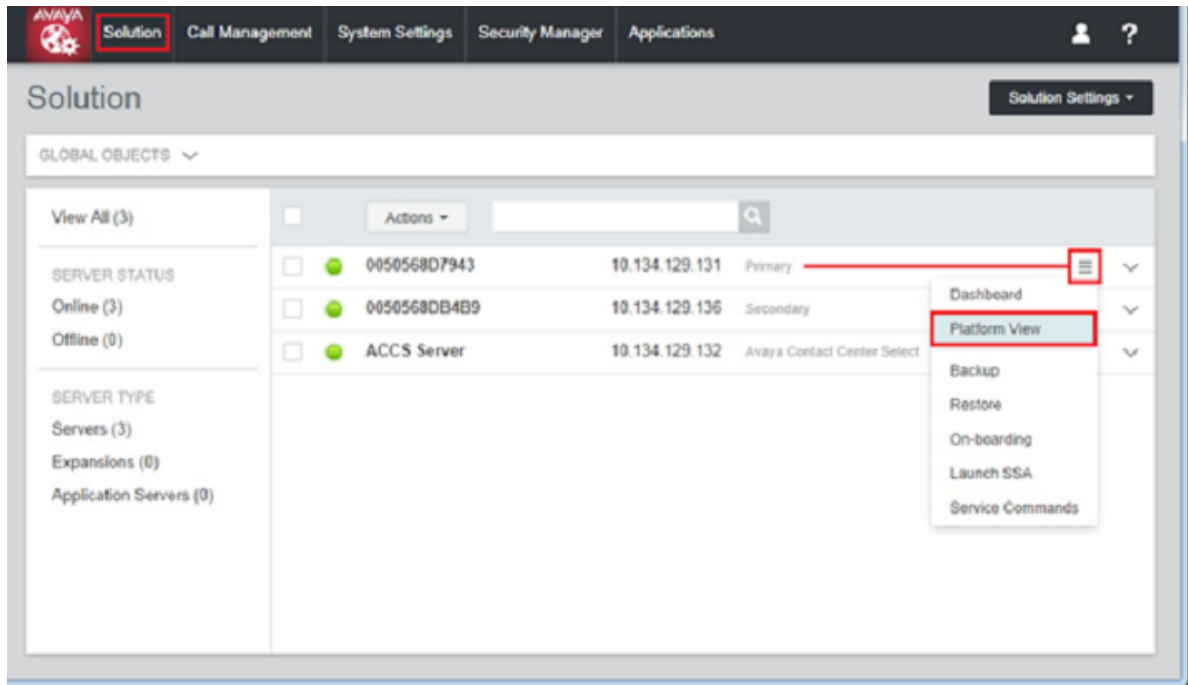 AVAYA
Solution Call Management System Settings Security Manager Applications ?
Solution
Solution Settings
GLOBAL OBJECTS
View All (3)
Actions
SERVER STATUS
Online (3)
Offline (0)
SERVER TYPE
Servers (3)
Expansions (0)
Application Servers (0)
0050568D7943 10.134.129.131 Primary
0050568DB4B9 10.134.129.136 Secondary
ACCS Server 10.134.129.132 Avaya Contact Center Select
Dashboard
Platform View
Backup
Restore
On-boarding
Launch SSA
Service Commands